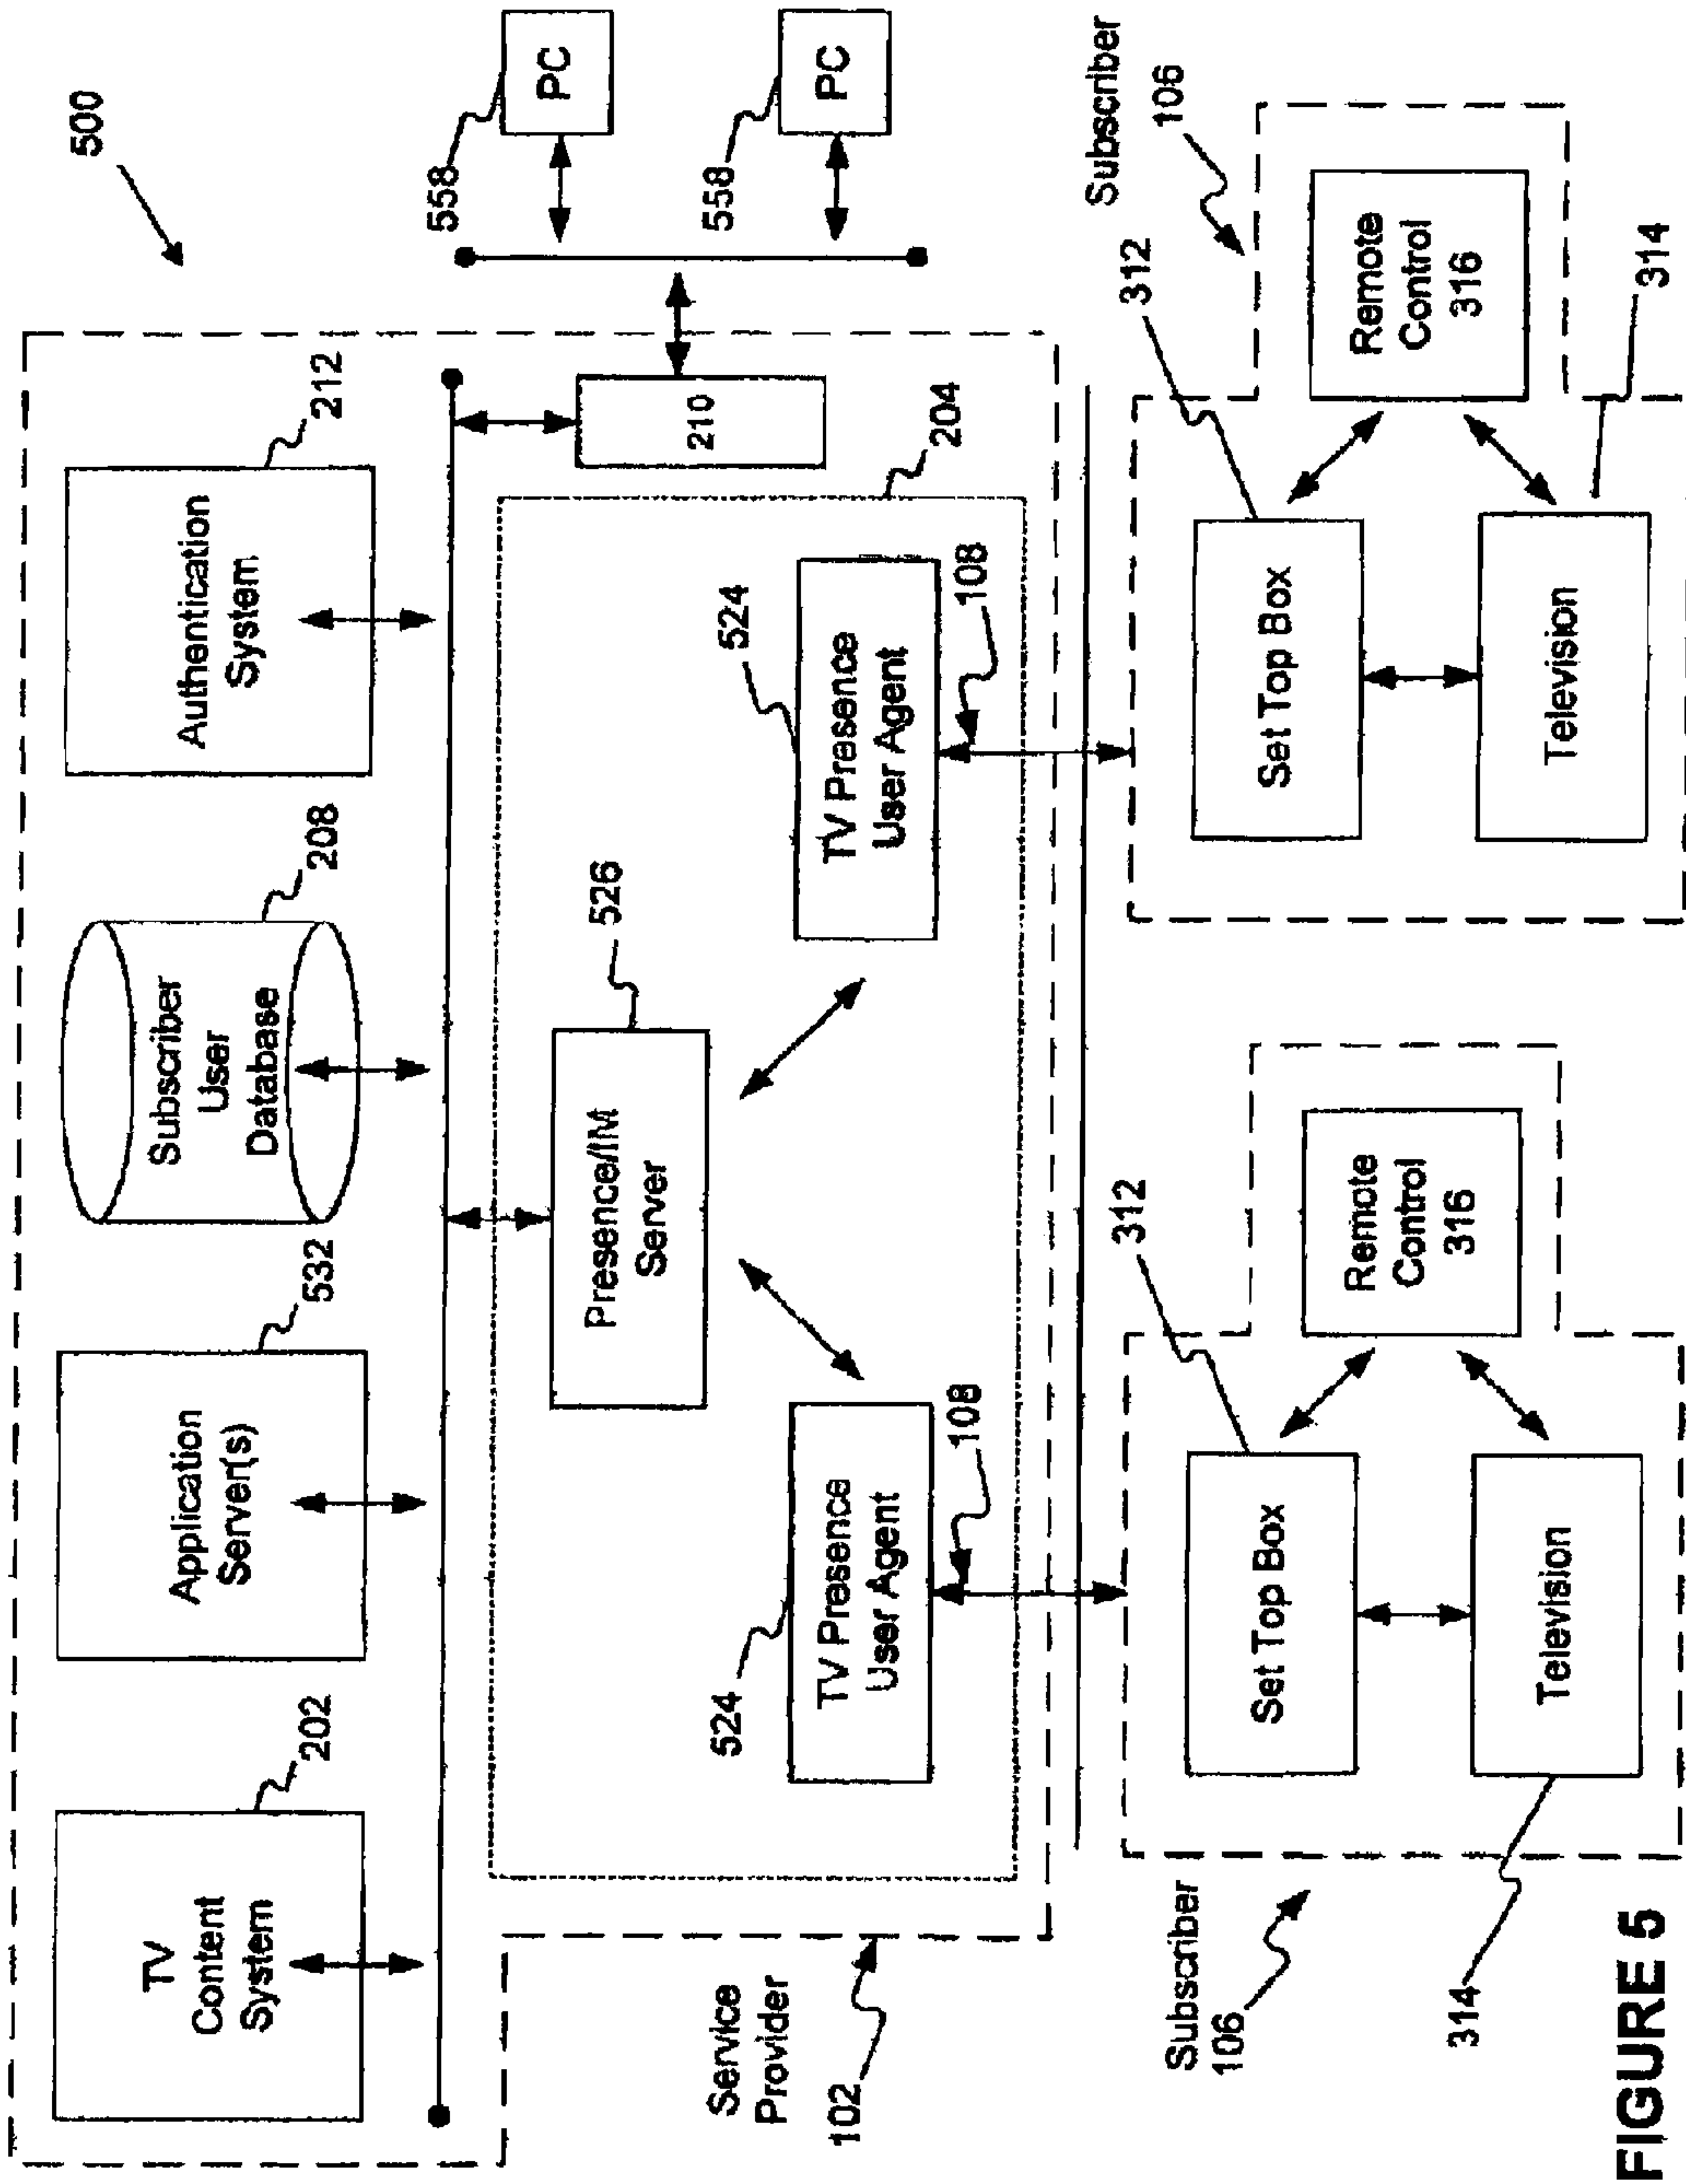 500
TV
Content
System
202
Application
Server(s)
532
Subscriber
User
Database
208
Authentication
System
212
558
PC
558
PC
210
204
Presence/IM
Server
526
524
TV Presence
User Agent
108
524
TV Presence
User Agent
108
Service
Provider
102
Subscriber
106
312
Set Top Box
Remote
Control
316
Television
314
Subscriber
106
312
Set Top Box
Remote
Control
316
Television
314
FIGURE 5